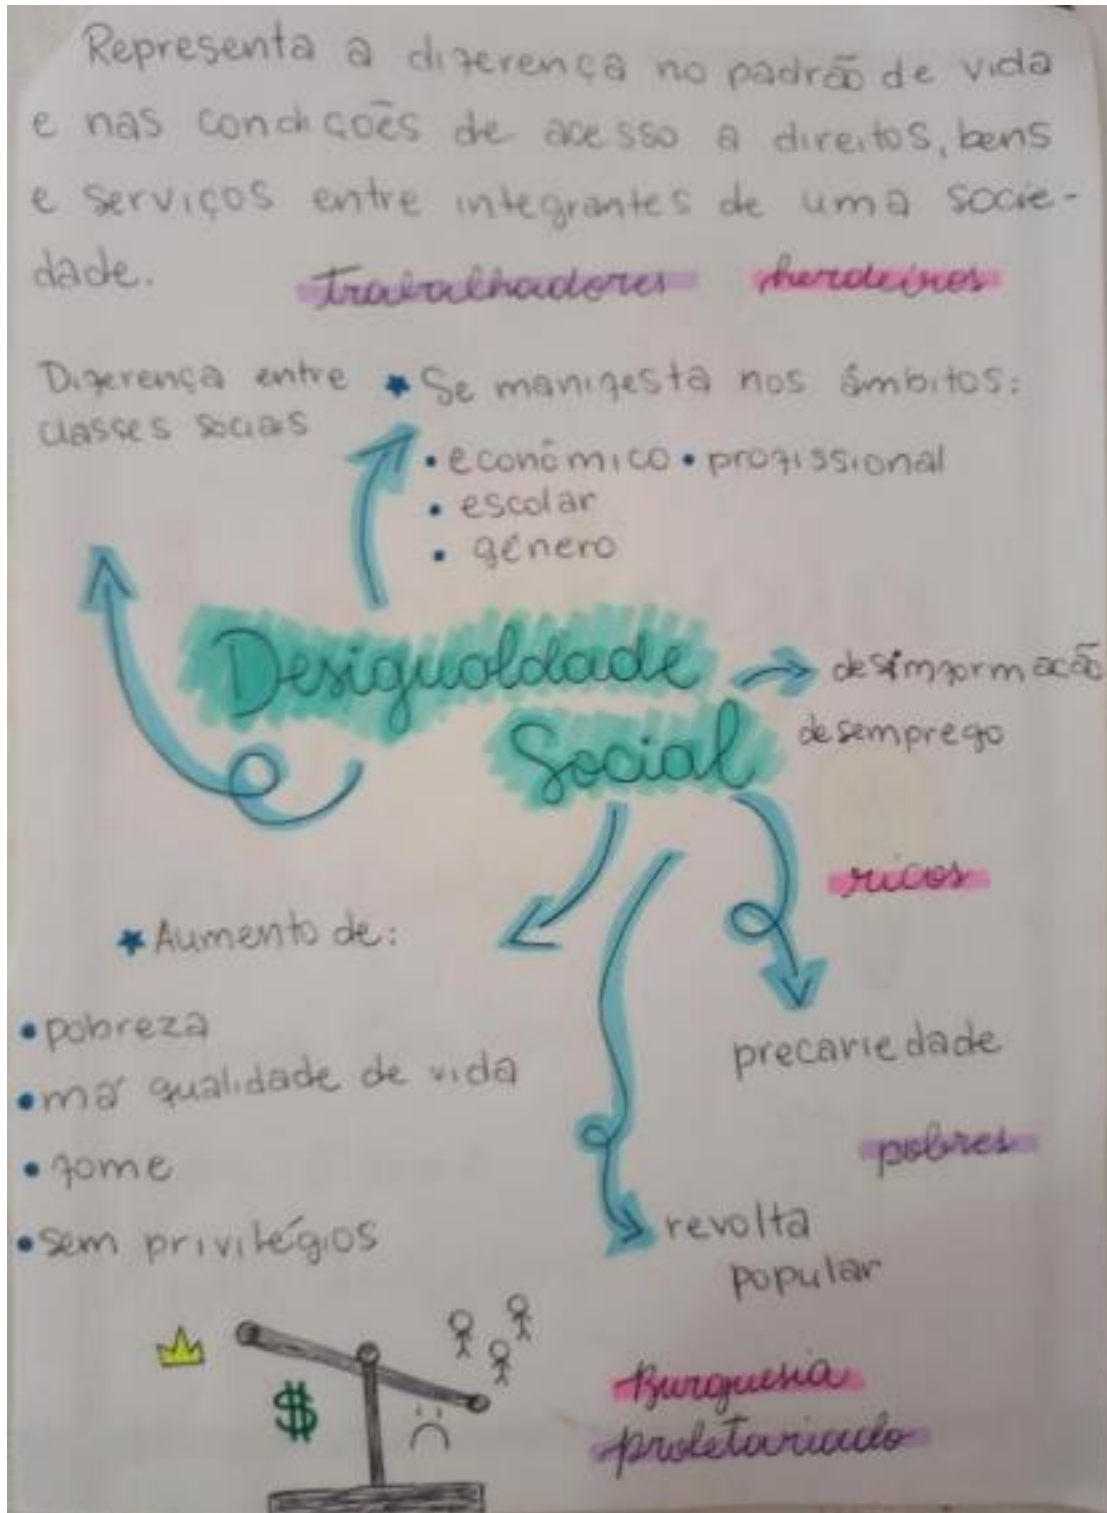 Representa a diferença no padrão de vida
e nas condições de acesso a direitos, bens
e serviços entre integrantes de uma socie-
dade.
trabalhadores herdeiros
Diferença entre
classes sociais
★ Se manifesta nos âmbitos:
• econômico • profissional
• escolar
• gênero
Desigualdade
Social
desinformação
desemprego
ricos
★ Aumento de:
• pobreza
• má qualidade de vida
• fome
• sem privilégios
precariedade
pobres
revolta
popular
$
Burguesia
proletariado